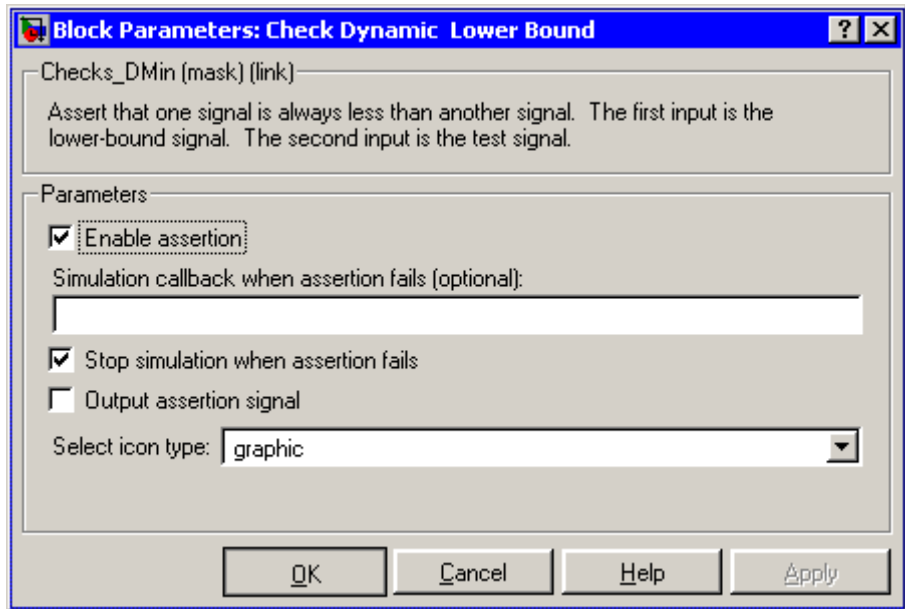 Block Parameters: Check Dynamic  Lower Bound
Checks_DMin (mask) (link)
Assert that one signal is always less than another signal.  The first input is the
lower-bound signal.  The second input is the test signal.
Parameters
Enable assertion
Simulation callback when assertion fails (optional):
Stop simulation when assertion fails
Output assertion signal
Select icon type: graphic
OK Cancel Help Apply